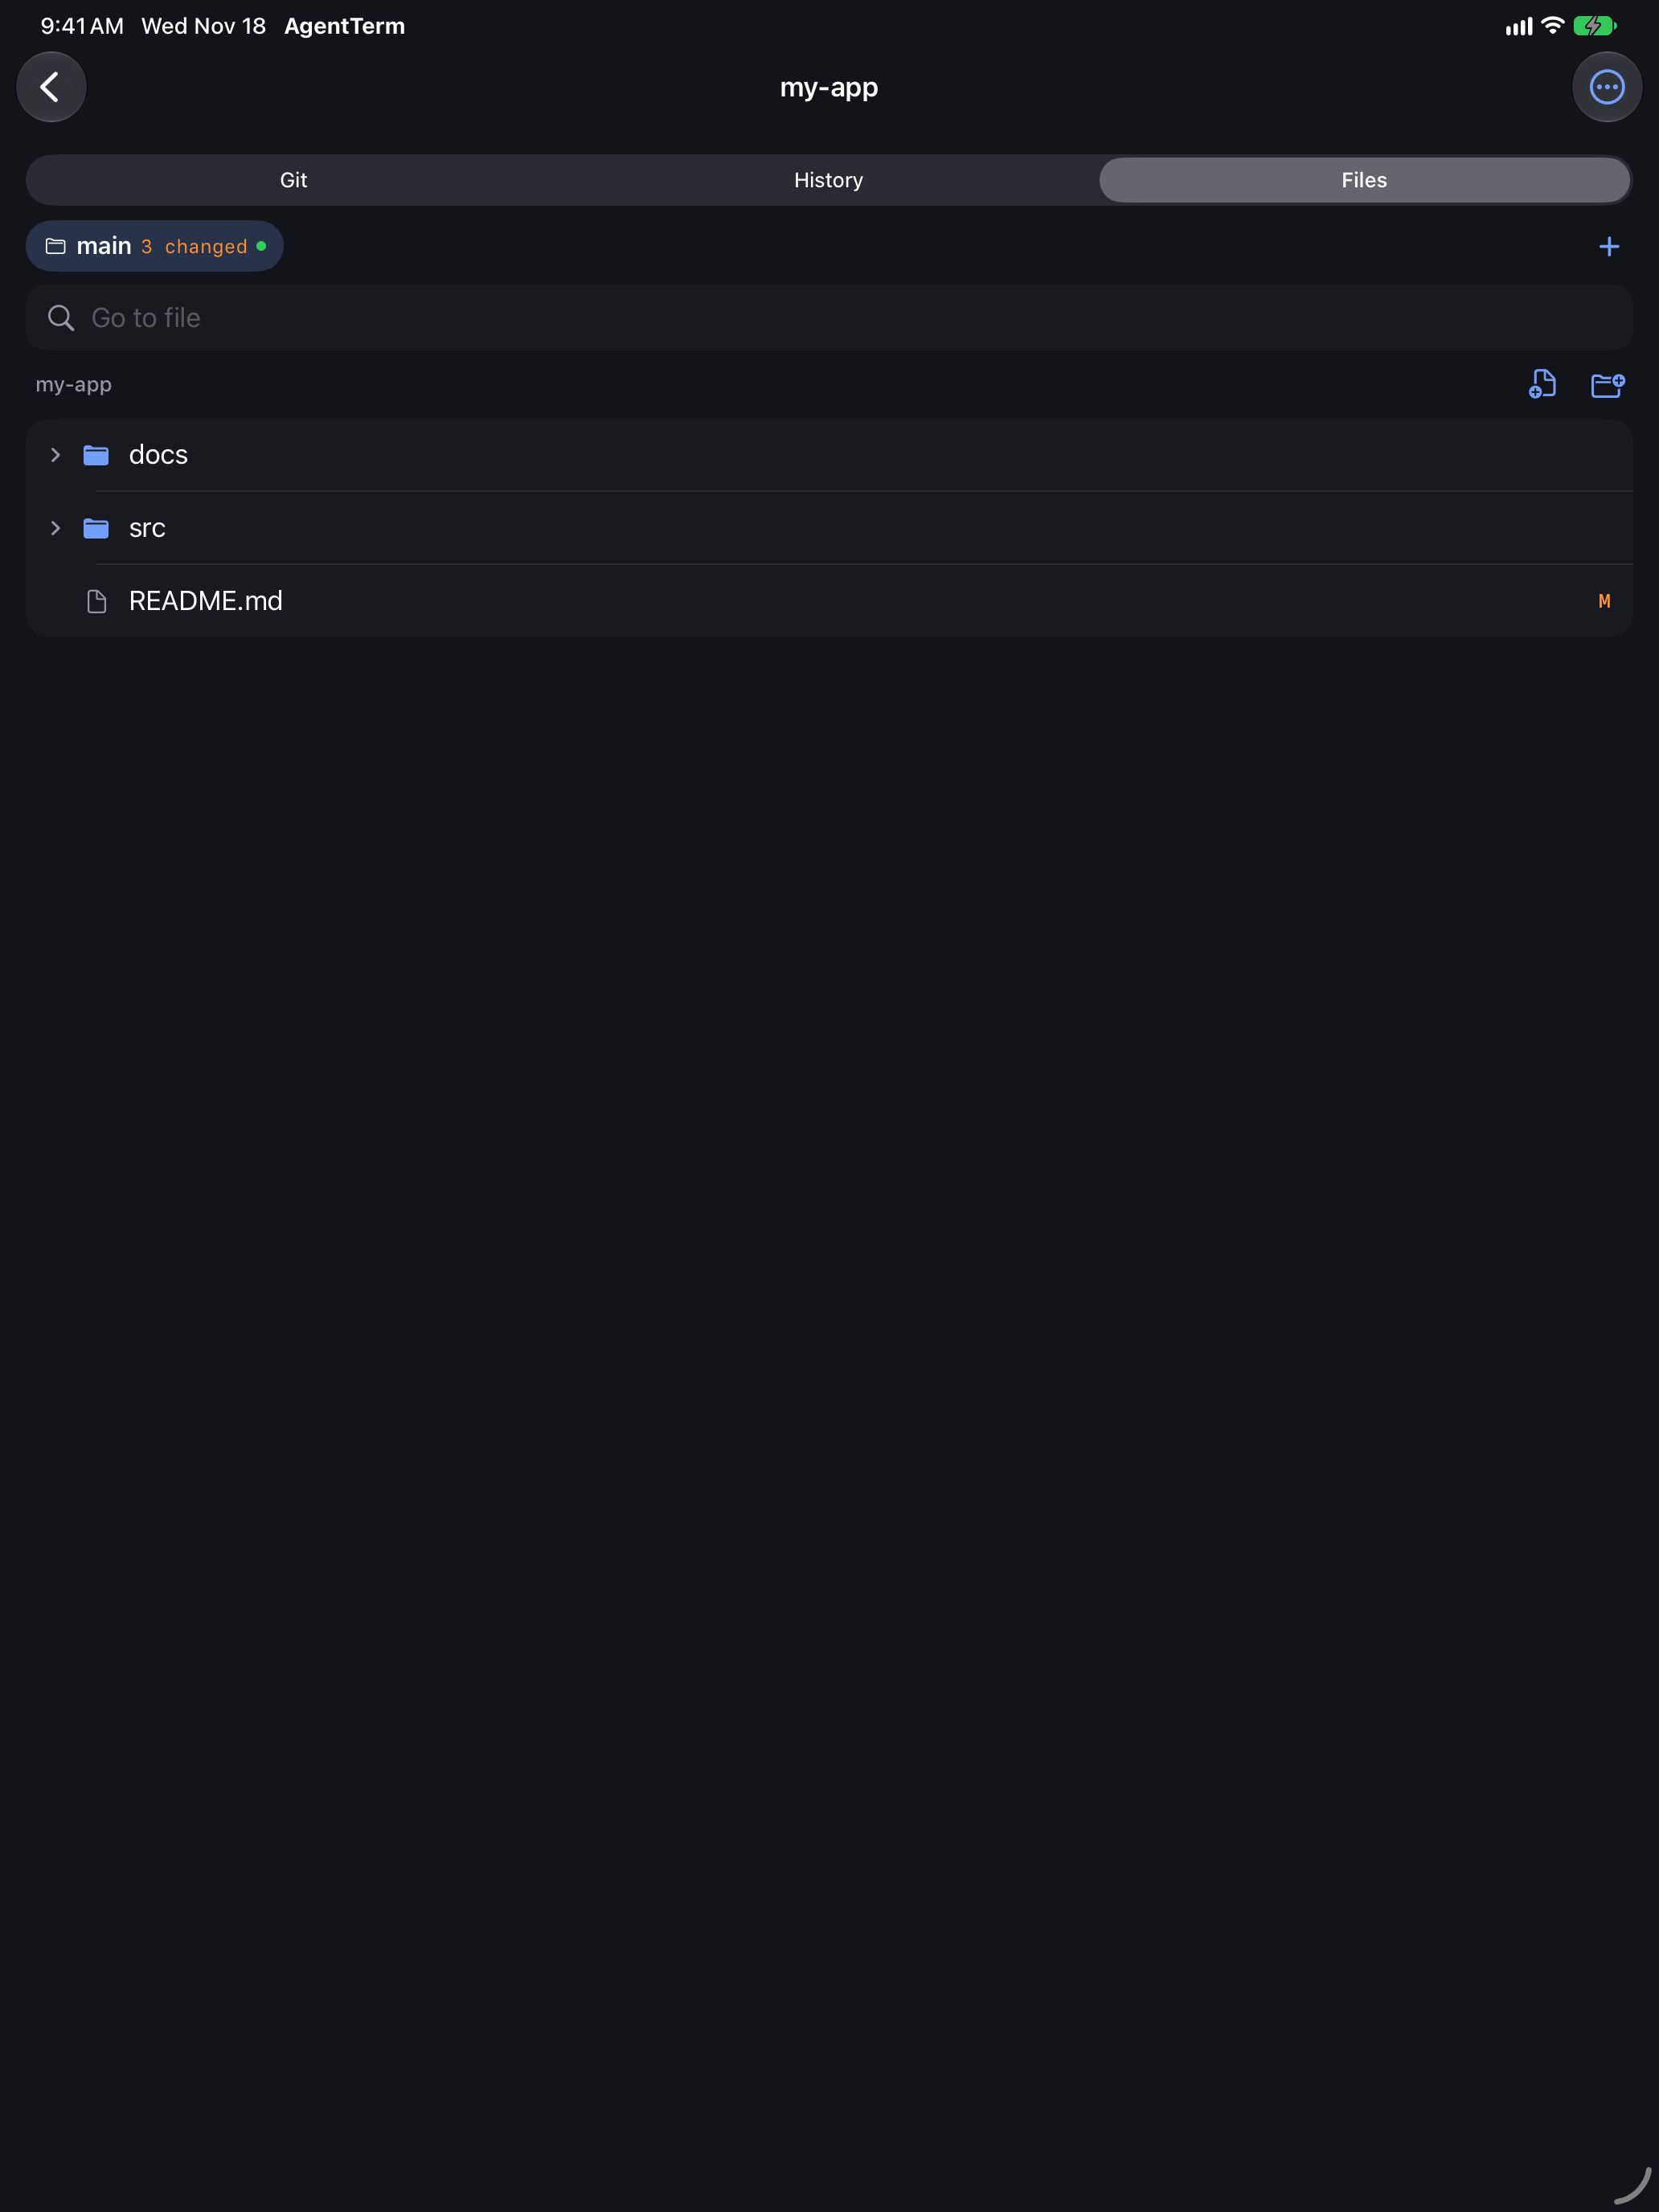 9:41 AM Wed Nov 18 AgentTerm
my-app
Git History Files
main 3 changed
Go to file
my-app
docs
src
README.md M